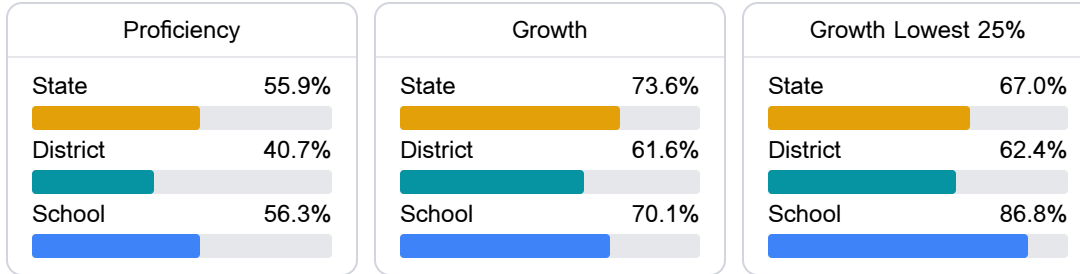 Proficiency
State 55.9%
District 40.7%
School 56.3%
Growth
State 73.6%
District 61.6%
School 70.1%
Growth Lowest 25%
State 67.0%
District 62.4%
School 86.8%